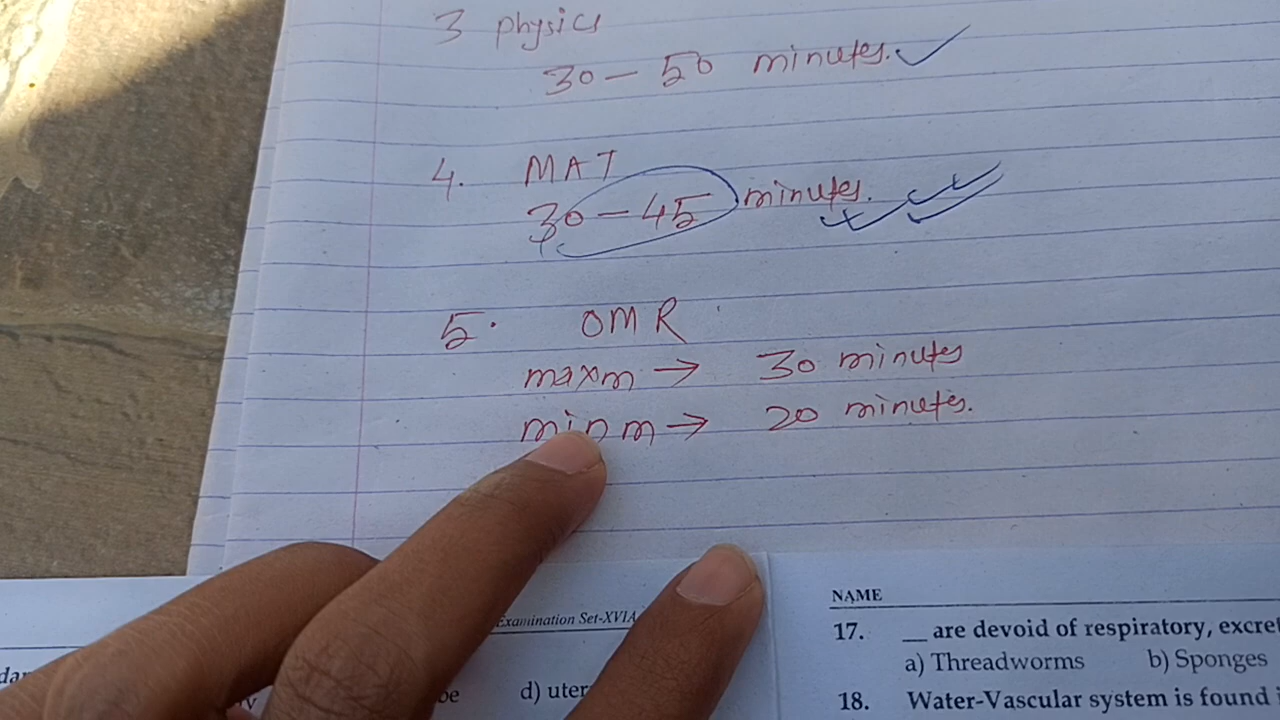 3 physics
30 – 50 minutes.
4. MAT
30 – 45 minutes.
5. OMR
maxm → 30 minutes
minm → 20 minutes.
Examination Set-XVIA
d) uter
NAME
17. __ are devoid of respiratory, excre
a) Threadworms b) Sponges
18. Water-Vascular system is found i